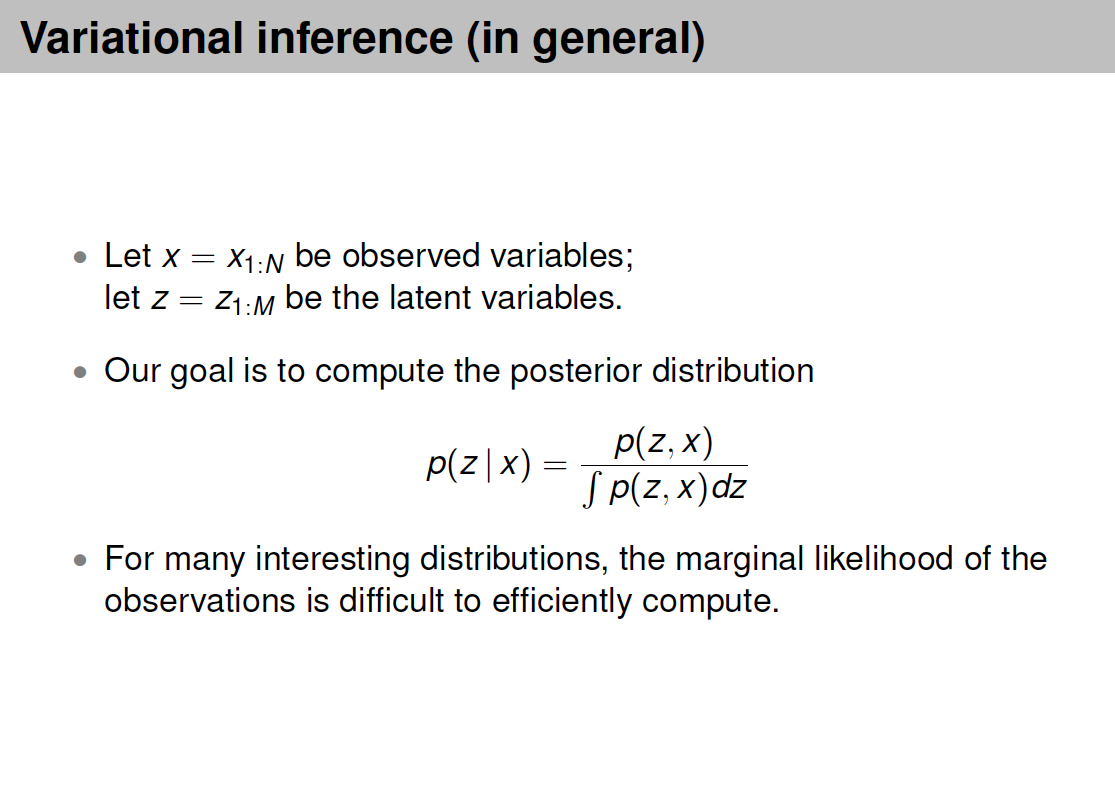 Variational inference (in general)
• Let x = x₁:N be observed variables;
let z = z₁:M be the latent variables.
• Our goal is to compute the posterior distribution
p(z | x) = p(z, x) / ∫ p(z, x)dz
• For many interesting distributions, the marginal likelihood of the
observations is difficult to efficiently compute.